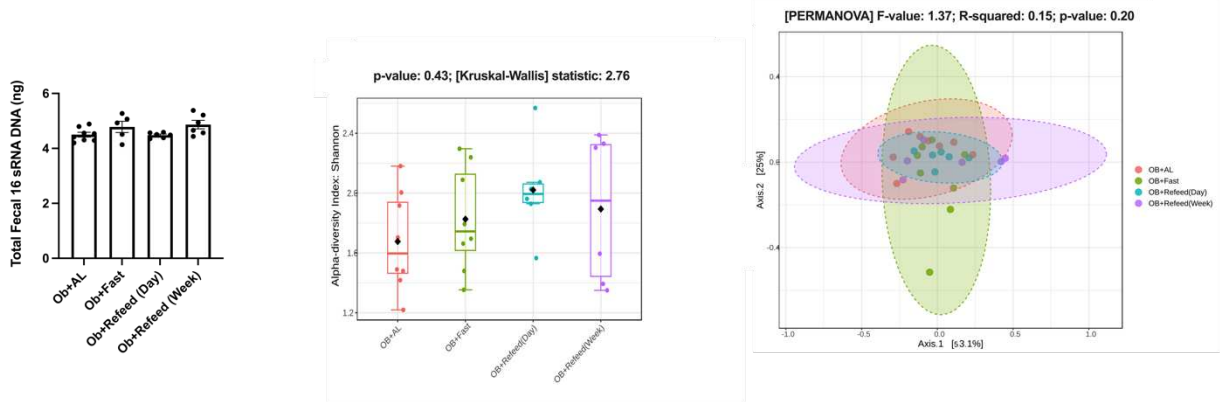 Total Fecal 16 sRNA DNA (ng)
6
4
2
0
Ob+AL
Ob+Fast
Ob+Refeed (Day)
Ob+Refeed (Week)
p-value: 0.43; [Kruskal-Wallis] statistic: 2.76
Alpha-diversity Index: Shannon
2.4
2.0
1.6
1.2
OB+AL
OB+Fast
OB+Refeed(Day)
OB+Refeed(Week)
[PERMANOVA] F-value: 1.37; R-squared: 0.15; p-value: 0.20
Axis.2 [25%]
0.4
0.0
-0.4
-1.0
-0.5
0.0
0.5
1.0
Axis.1 [53.1%]
OB+AL
OB+Fast
OB+Refeed(Day)
OB+Refeed(Week)